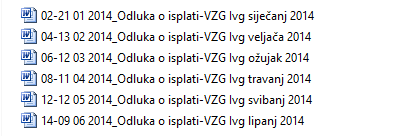 02-21 01 2014_Odluka o isplati-VZG lvg siječanj 2014
04-13 02 2014_Odluka o isplati-VZG lvg veljača 2014
06-12 03 2014_Odluka o isplati-VZG lvg ožujak 2014
08-11 04 2014_Odluka o isplati-VZG lvg travanj 2014
12-12 05 2014_Odluka o isplati-VZG lvg svibanj 2014
14-09 06 2014_Odluka o isplati-VZG lvg lipanj 2014